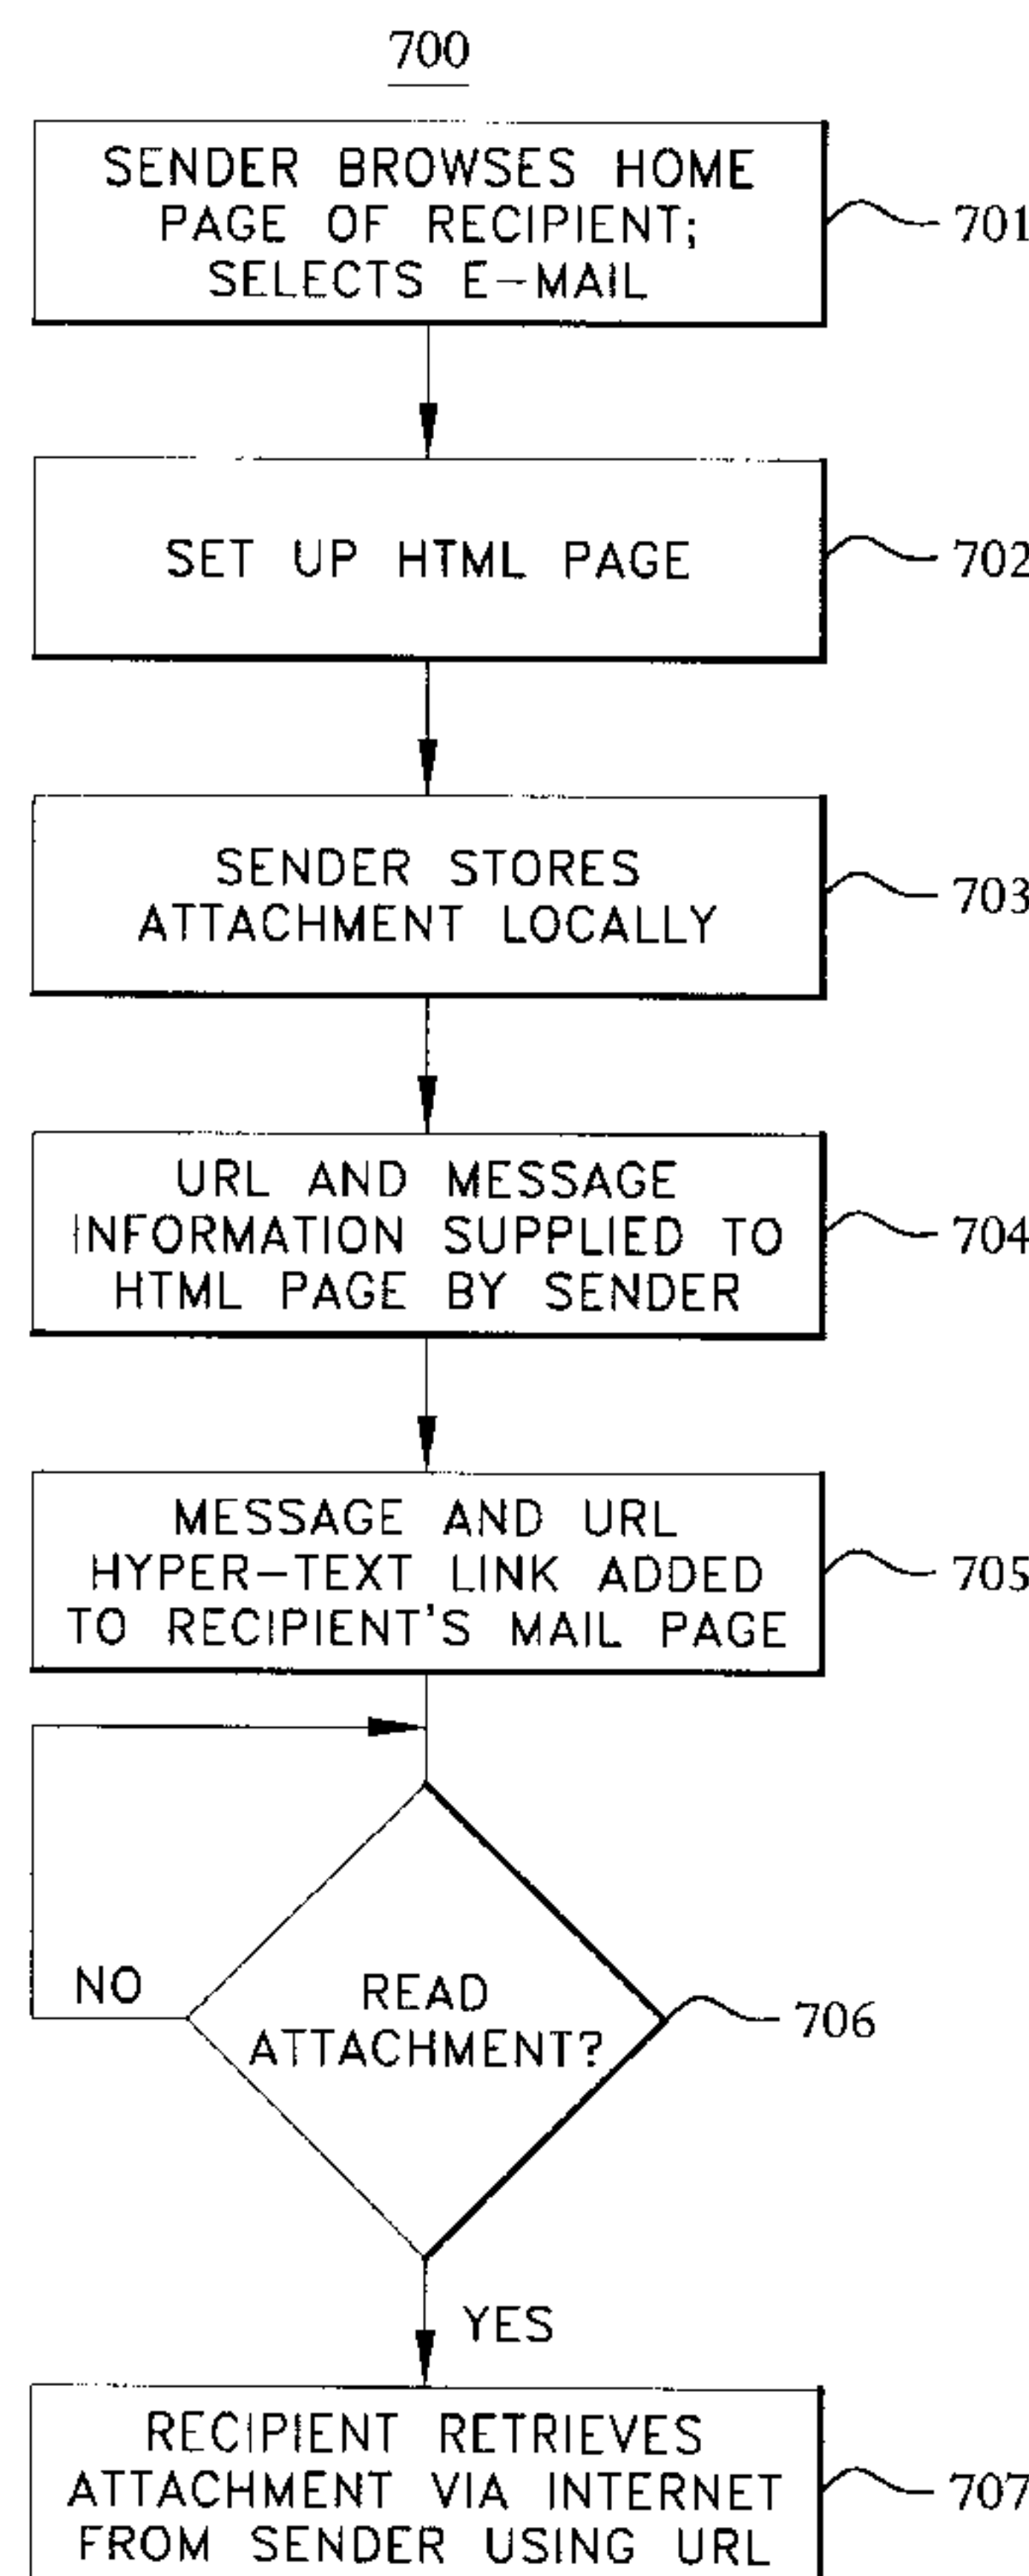 700
SENDER BROWSES HOME
PAGE OF RECIPIENT;
SELECTS E-MAIL
701
SET UP HTML PAGE
702
SENDER STORES
ATTACHMENT LOCALLY
703
URL AND MESSAGE
INFORMATION SUPPLIED TO
HTML PAGE BY SENDER
704
MESSAGE AND URL
HYPER-TEXT LINK ADDED
TO RECIPIENT'S MAIL PAGE
705
NO
READ
ATTACHMENT?
706
YES
RECIPIENT RETRIEVES
ATTACHMENT VIA INTERNET
FROM SENDER USING URL
707